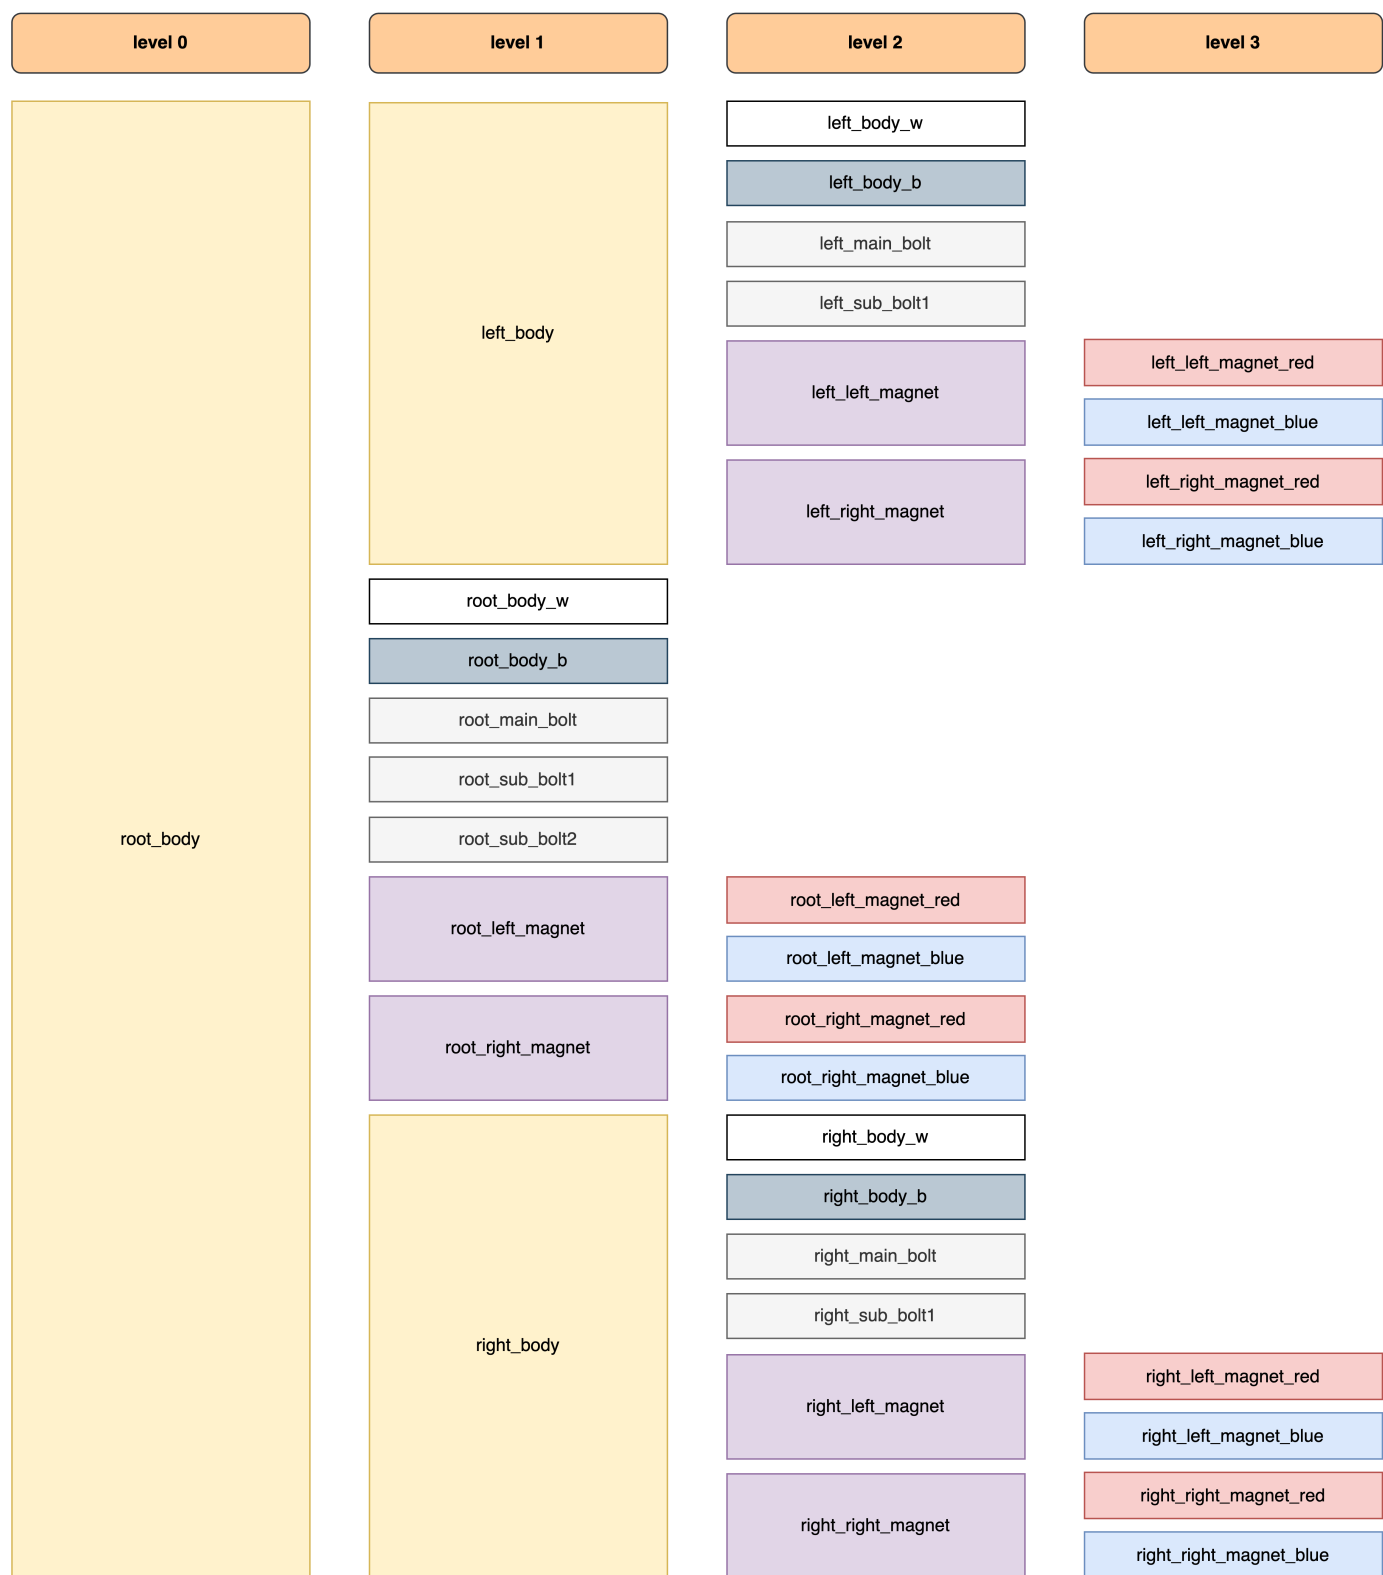 level 0
level 1
level 2
level 3
root_body
left_body
left_body_w
left_body_b
left_main_bolt
left_sub_bolt1
left_left_magnet
left_left_magnet_red
left_left_magnet_blue
left_right_magnet
left_right_magnet_red
left_right_magnet_blue
root_body_w
root_body_b
root_main_bolt
root_sub_bolt1
root_sub_bolt2
root_left_magnet
root_left_magnet_red
root_left_magnet_blue
root_right_magnet
root_right_magnet_red
root_right_magnet_blue
right_body
right_body_w
right_body_b
right_main_bolt
right_sub_bolt1
right_left_magnet
right_left_magnet_red
right_left_magnet_blue
right_right_magnet
right_right_magnet_red
right_right_magnet_blue